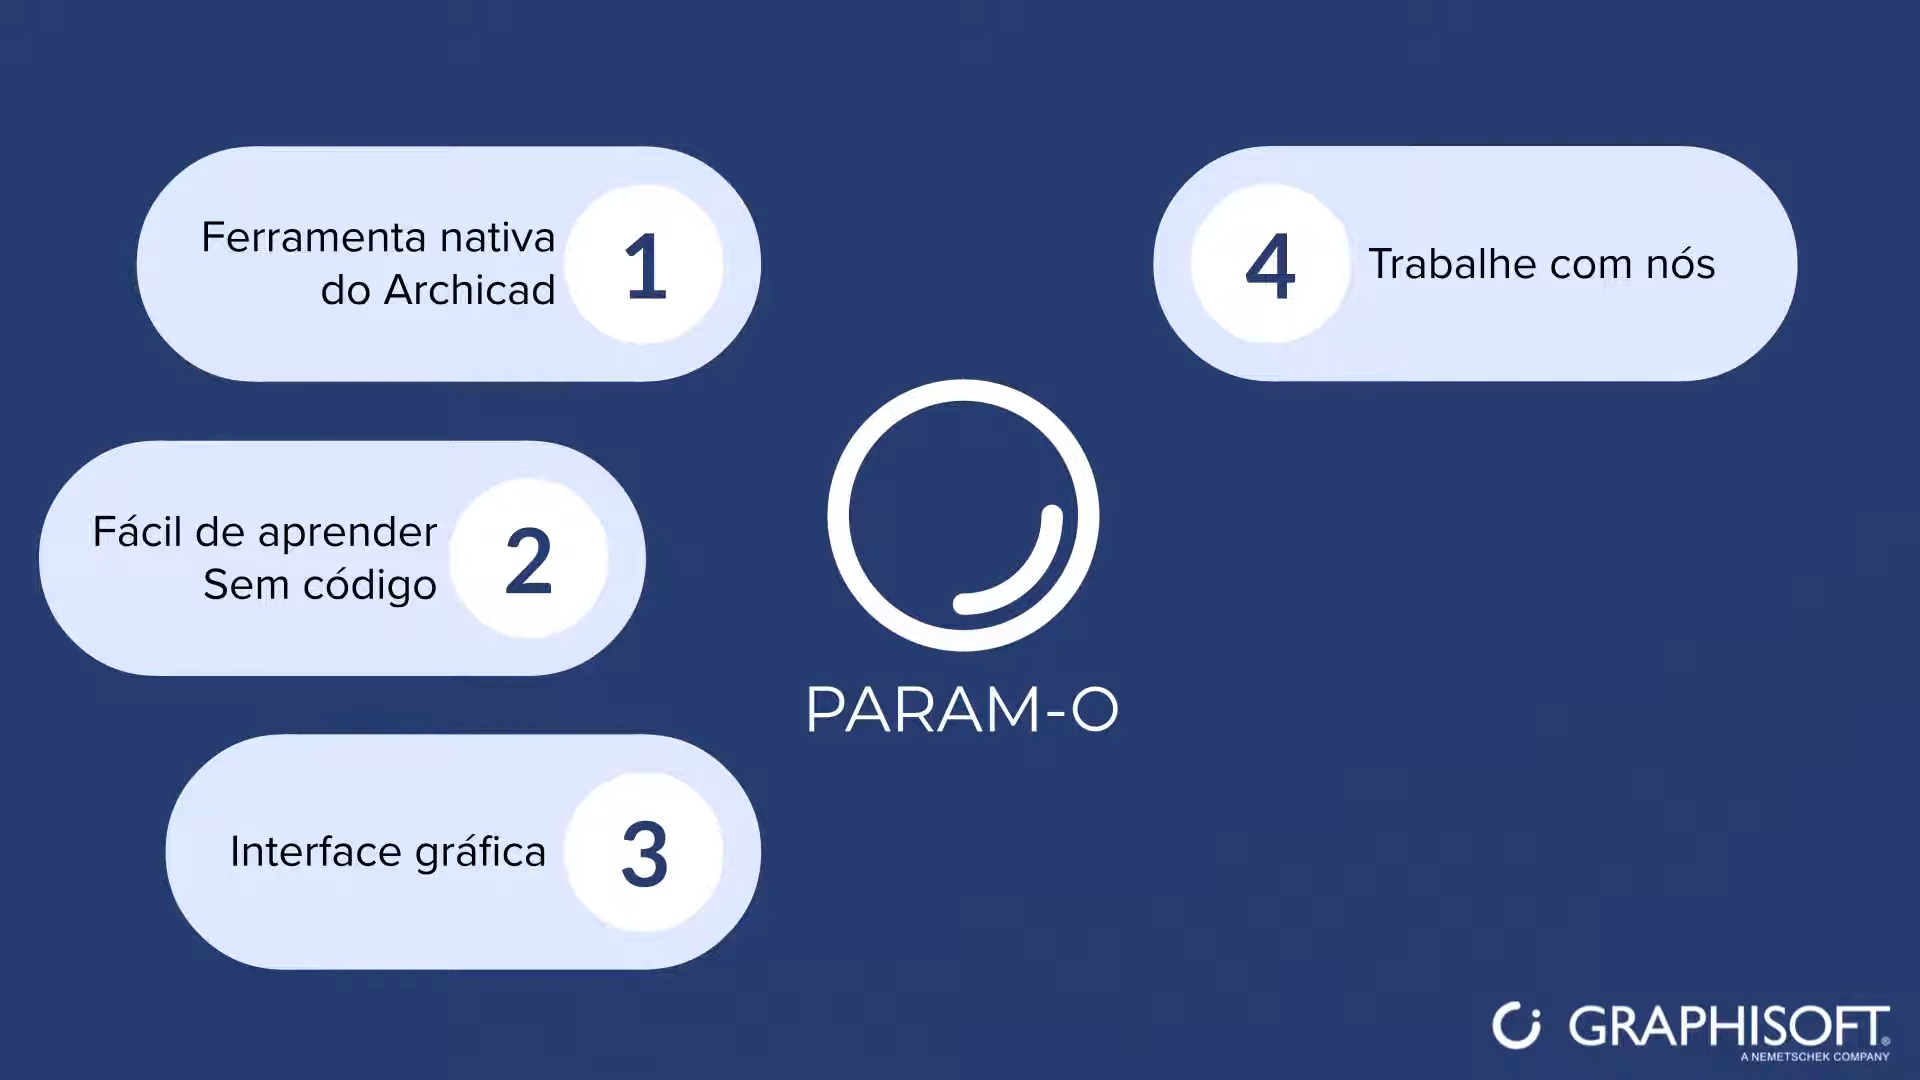 Ferramenta nativa
do Archicad
1
Fácil de aprender
Sem código
2
Interface gráfica
3
PARAM-O
4
Trabalhe com nós
GRAPHISOFT®
A NEMETSCHEK COMPANY